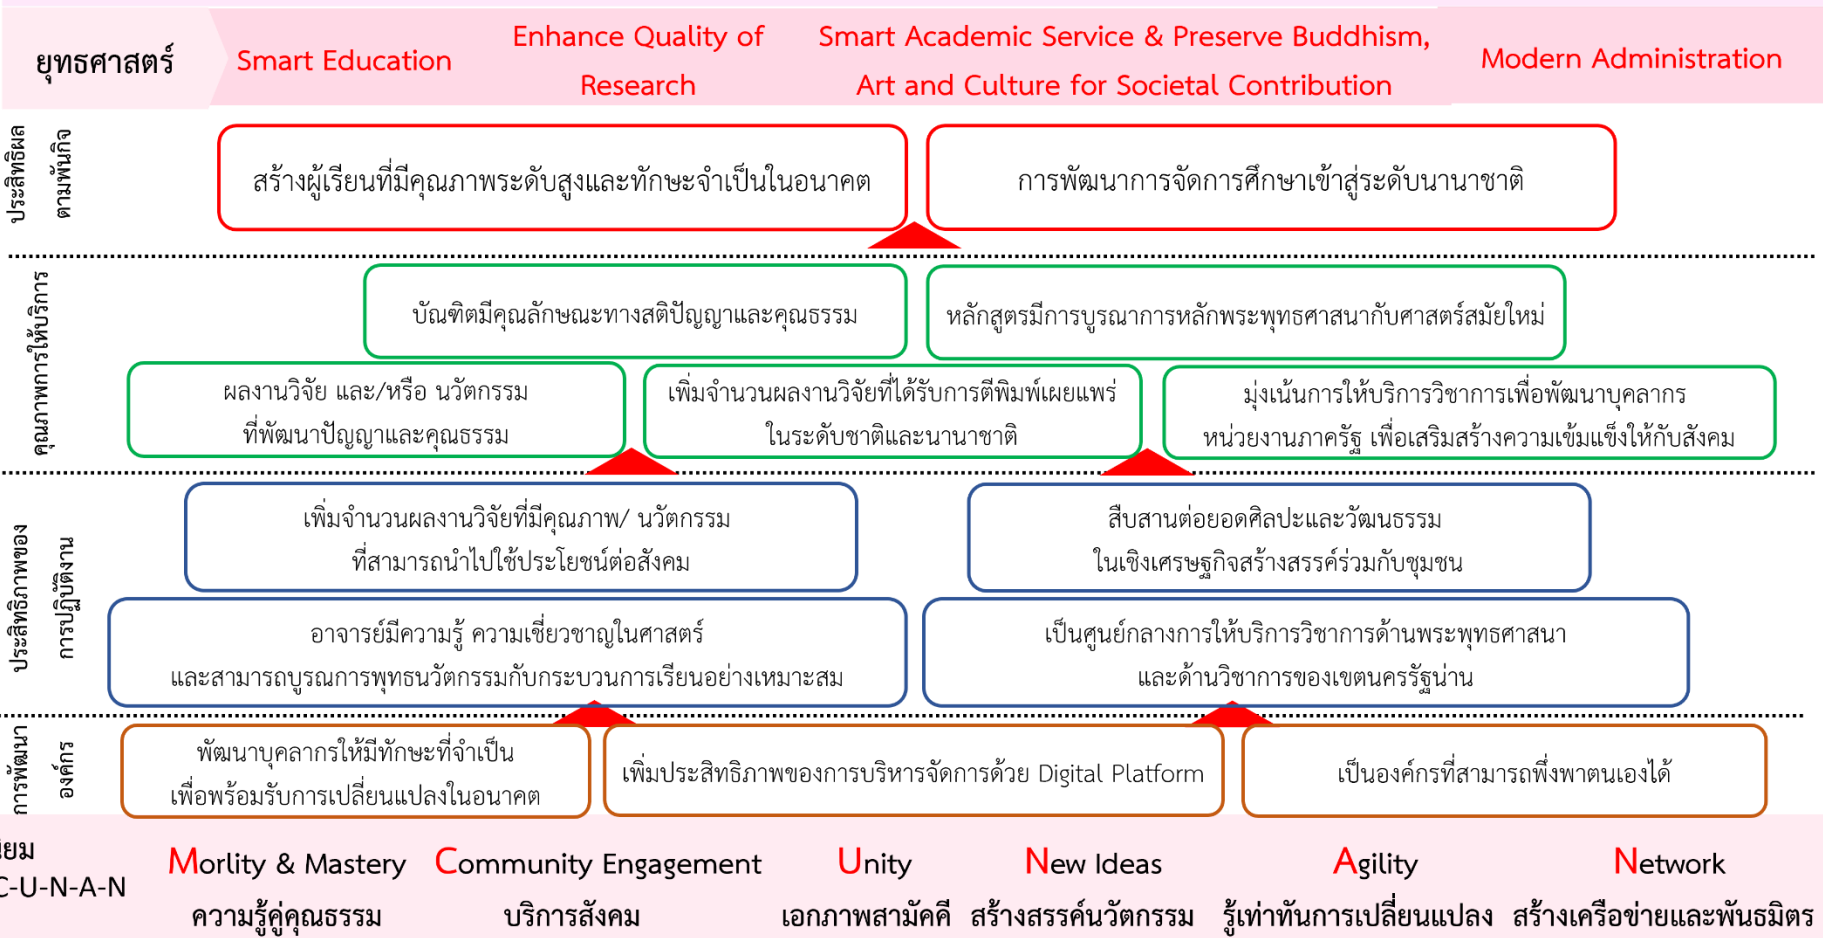 ยุทธศาสตร์
Smart Education
Enhance Quality of
Research
Smart Academic Service & Preserve Buddhism,
Art and Culture for Societal Contribution
Modern Administration
ประสิทธิผล
ตามพันกิจ
สร้างผู้เรียนที่มีคุณภาพระดับสูงและทักษะจำเป็นในอนาคต
การพัฒนาการจัดการศึกษาเข้าสู่ระดับนานาชาติ
คุณภาพการให้บริการ
บัณฑิตมีคุณลักษณะทางสติปัญญาและคุณธรรม
หลักสูตรมีการบูรณาการหลักพระพุทธศาสนากับศาสตร์สมัยใหม่
ผลงานวิจัย และ/หรือ นวัตกรรม
ที่พัฒนาปัญญาและคุณธรรม
เพิ่มจำนวนผลงานวิจัยที่ได้รับการตีพิมพ์เผยแพร่
ในระดับชาติและนานาชาติ
มุ่งเน้นการให้บริการวิชาการเพื่อพัฒนาบุคลากร
หน่วยงานภาครัฐ เพื่อเสริมสร้างความเข้มแข็งให้กับสังคม
ประสิทธิภาพของ
การปฏิบัติงาน
เพิ่มจำนวนผลงานวิจัยที่มีคุณภาพ/ นวัตกรรม
ที่สามารถนำไปใช้ประโยชน์ต่อสังคม
สืบสานต่อยอดศิลปะและวัฒนธรรม
ในเชิงเศรษฐกิจสร้างสรรค์ร่วมกับชุมชน
อาจารย์มีความรู้ ความเชี่ยวชาญในศาสตร์
และสามารถบูรณการพุทธนวัตกรรมกับกระบวนการเรียนอย่างเหมาะสม
เป็นศูนย์กลางการให้บริการวิชาการด้านพระพุทธศาสนา
และด้านวิชาการของเขตนครรัฐน่าน
การพัฒนา
องค์กร
พัฒนาบุคลากรให้มีทักษะที่จำเป็น
เพื่อพร้อมรับการเปลี่ยนแปลงในอนาคต
เพิ่มประสิทธิภาพของการบริหารจัดการด้วย Digital Platform
เป็นองค์กรที่สามารถพึ่งพาตนเองได้
C-U-N-A-N
Morlity & Mastery
ความรู้คู่คุณธรรม
Community Engagement
บริการสังคม
Unity
เอกภาพสามัคคี
New Ideas
สร้างสรรค์นวัตกรรม
Agility
รู้เท่าทันการเปลี่ยนแปลง
Network
สร้างเครือข่ายและพันธมิตร